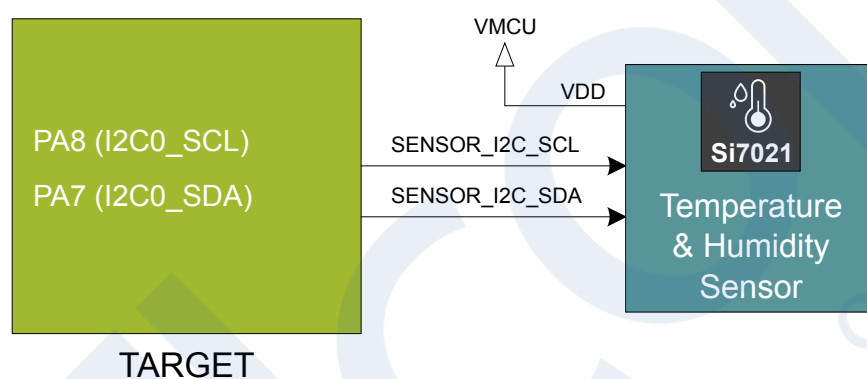 VMCU
VDD
PA8 (I2C0_SCL)
SENSOR_I2C_SCL
Si7021
PA7 (I2C0_SDA)
SENSOR_I2C_SDA
Temperature
& Humidity
Sensor
TARGET